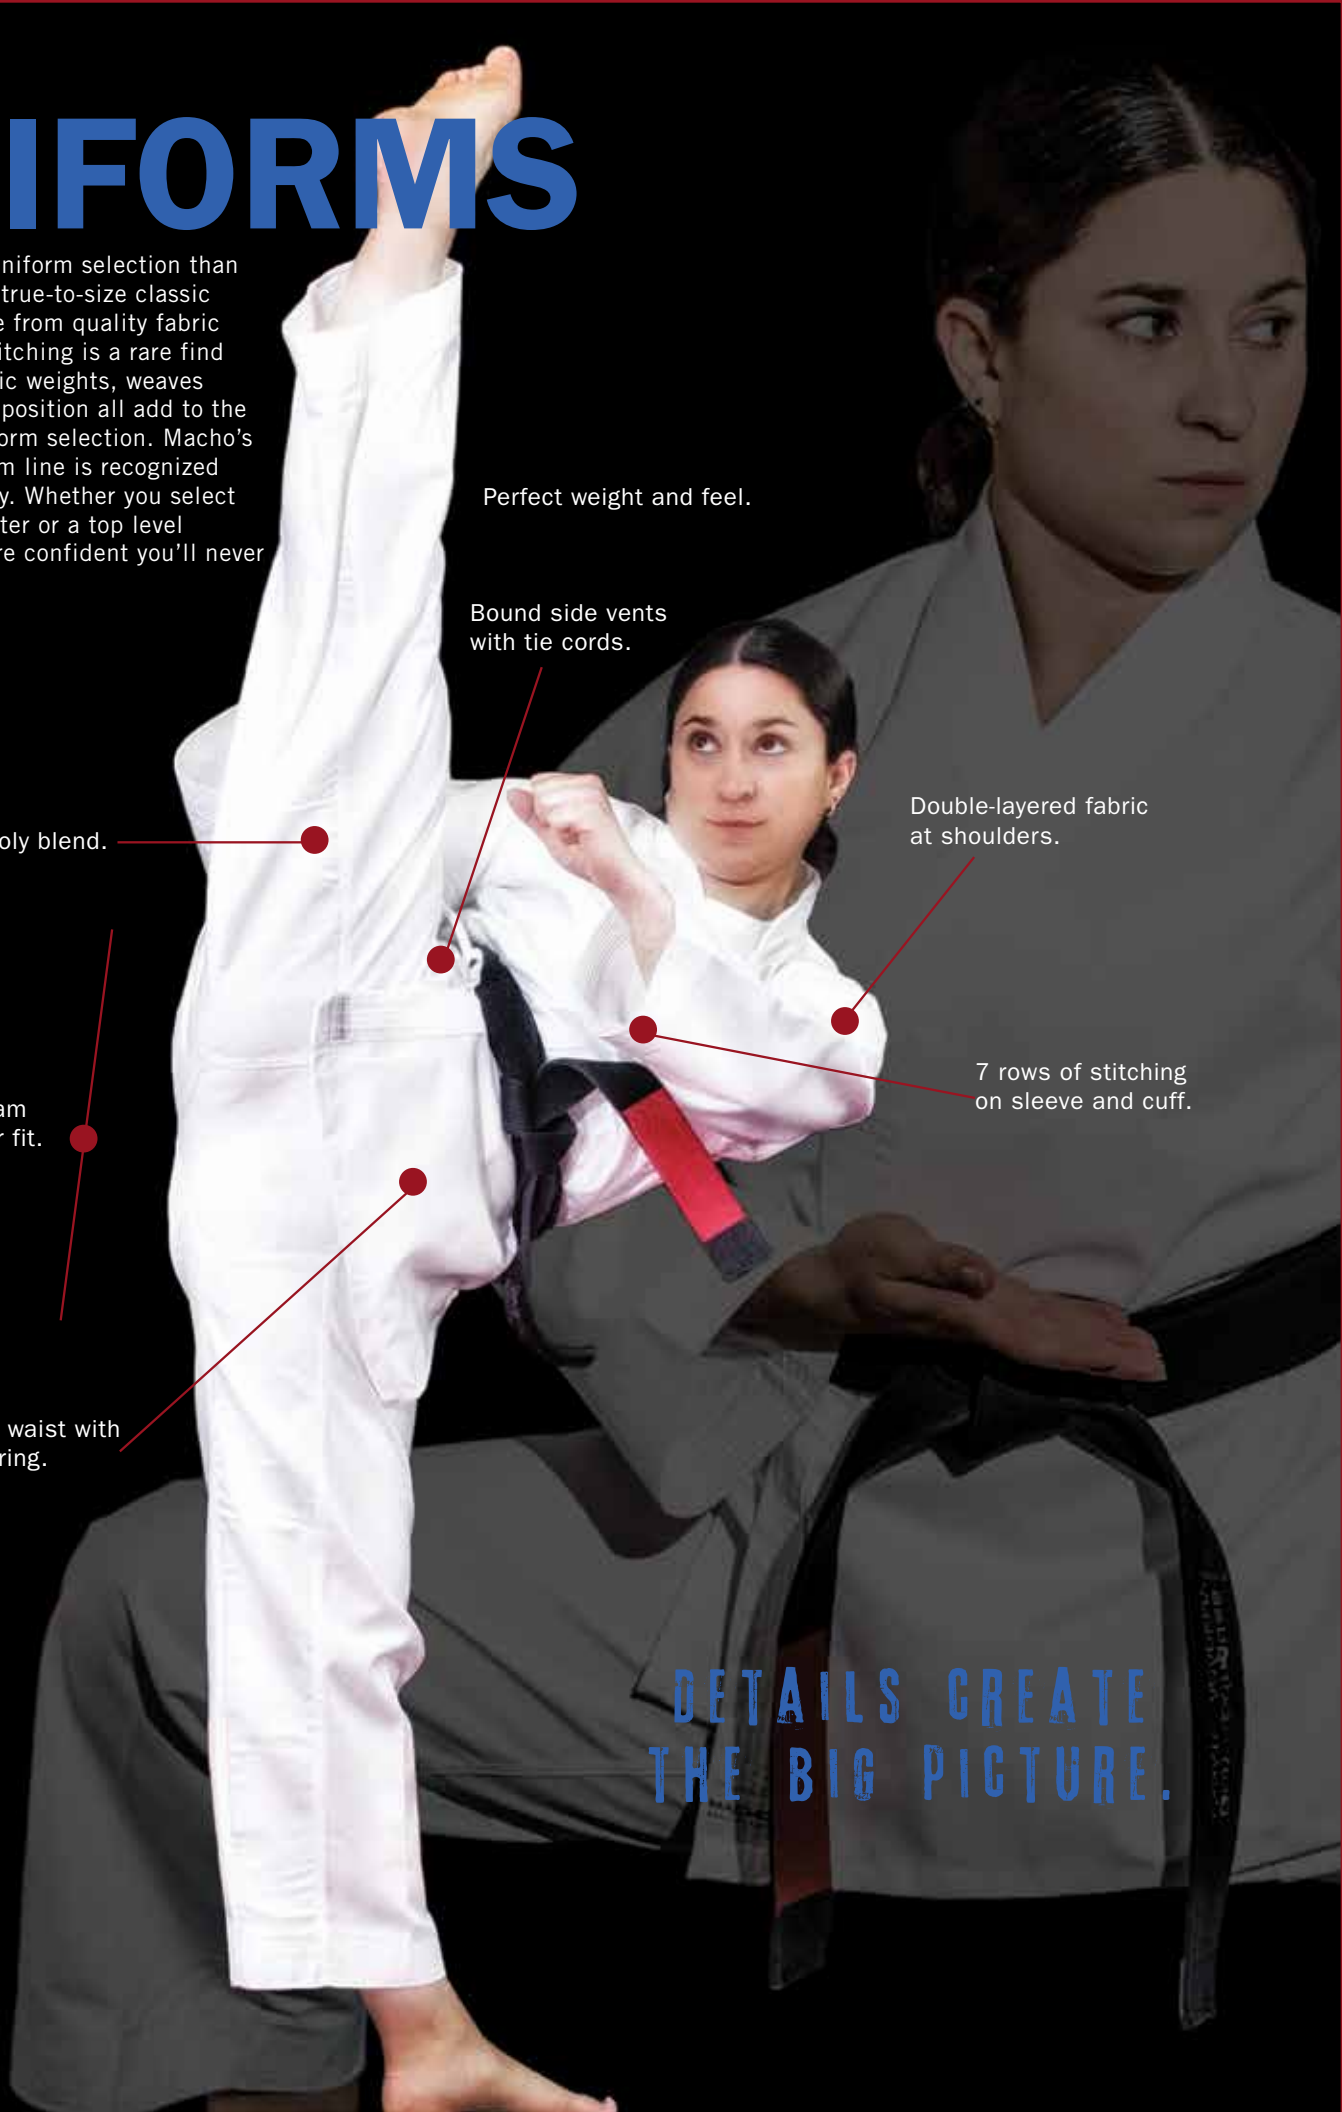 IFORMS
niform selection than
true-to-size classic
e from quality fabric
itching is a rare find
ic weights, weaves
position all add to the
orm selection. Macho's
m line is recognized
y. Whether you select
ter or a top level
re confident you'll never
Perfect weight and feel.
Bound side vents
with tie cords.
Double-layered fabric
at shoulders.
oly blend.
7 rows of stitching
on sleeve and cuff.
am
r fit.
waist with
ring.
DETAILS CREATE
THE BIG PICTURE.